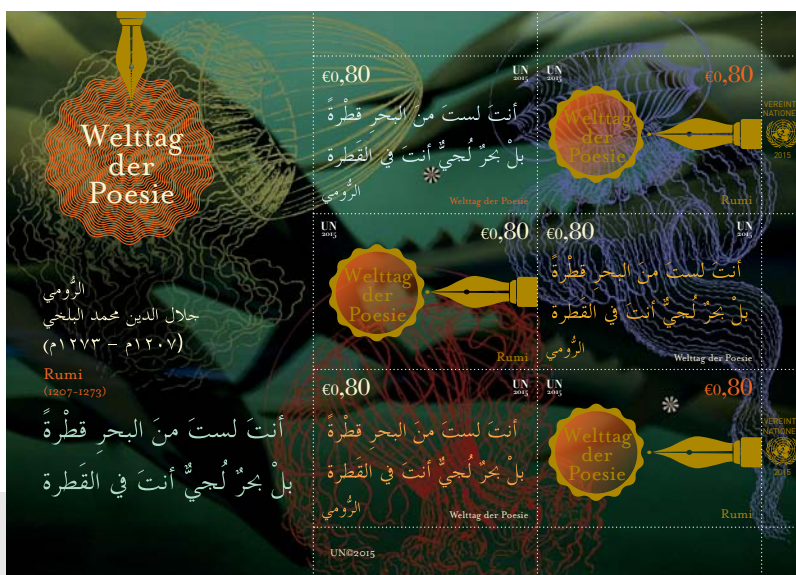 Welttag
der
Poesie
الرُّومي
جلال الدين محمد البلخي
(١٢٠٧م – ١٢٧٣م)
Rumi
(1207-1273)
أنتَ لستَ منَ البحرِ قطْرةً
بلْ بحرٌ لُجيٌّ أنتَ في القَطرة
€0,80
UN
2015
أنتَ لستَ منَ البحرِ قطْرةً
بلْ بحرٌ لُجيٌّ أنتَ في القَطرة
الرُّومي
Welttag der Poesie
UN
2015
€0,80
Welttag
der
Poesie
Rumi
VEREINT
NATIONE
2015
UN
2015
€0,80
Welttag
der
Poesie
Rumi
€0,80
UN
2015
أنتَ لستَ منَ البحرِ قطْرةً
بلْ بحرٌ لُجيٌّ أنتَ في القَطرة
الرُّومي
Welttag der Poesie
€0,80
UN
2015
أنتَ لستَ منَ البحرِ قطْرةً
بلْ بحرٌ لُجيٌّ أنتَ في القَطرة
الرُّومي
Welttag der Poesie
UN
2015
€0,80
Welttag
der
Poesie
Rumi
VEREINT
NATIONE
2015
UN©2015